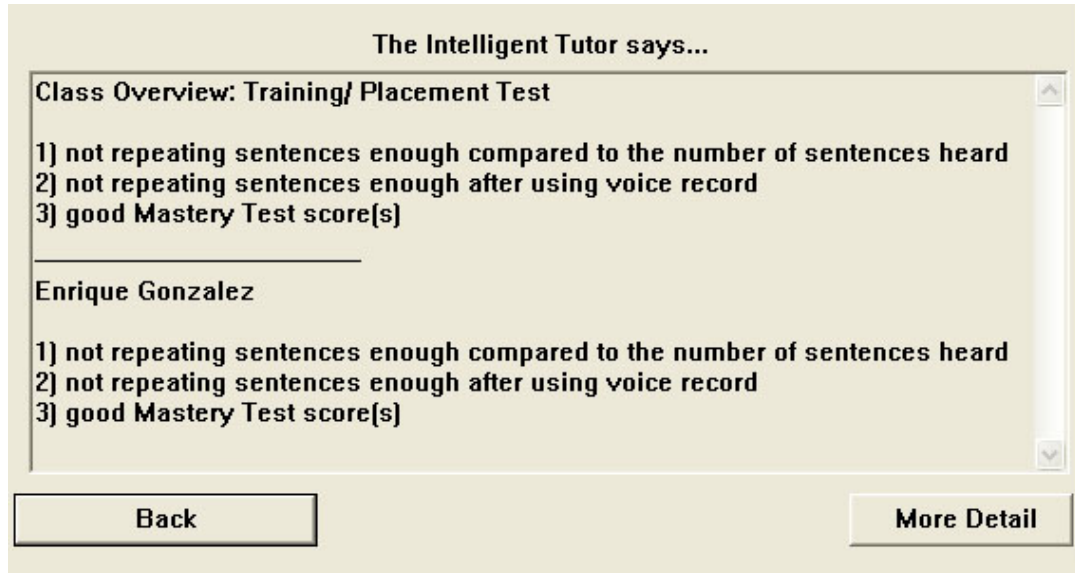 The Intelligent Tutor says...
Class Overview: Training/ Placement Test
1) not repeating sentences enough compared to the number of sentences heard
2) not repeating sentences enough after using voice record
3) good Mastery Test score(s)
Enrique Gonzalez
1) not repeating sentences enough compared to the number of sentences heard
2) not repeating sentences enough after using voice record
3) good Mastery Test score(s)
Back
More Detail